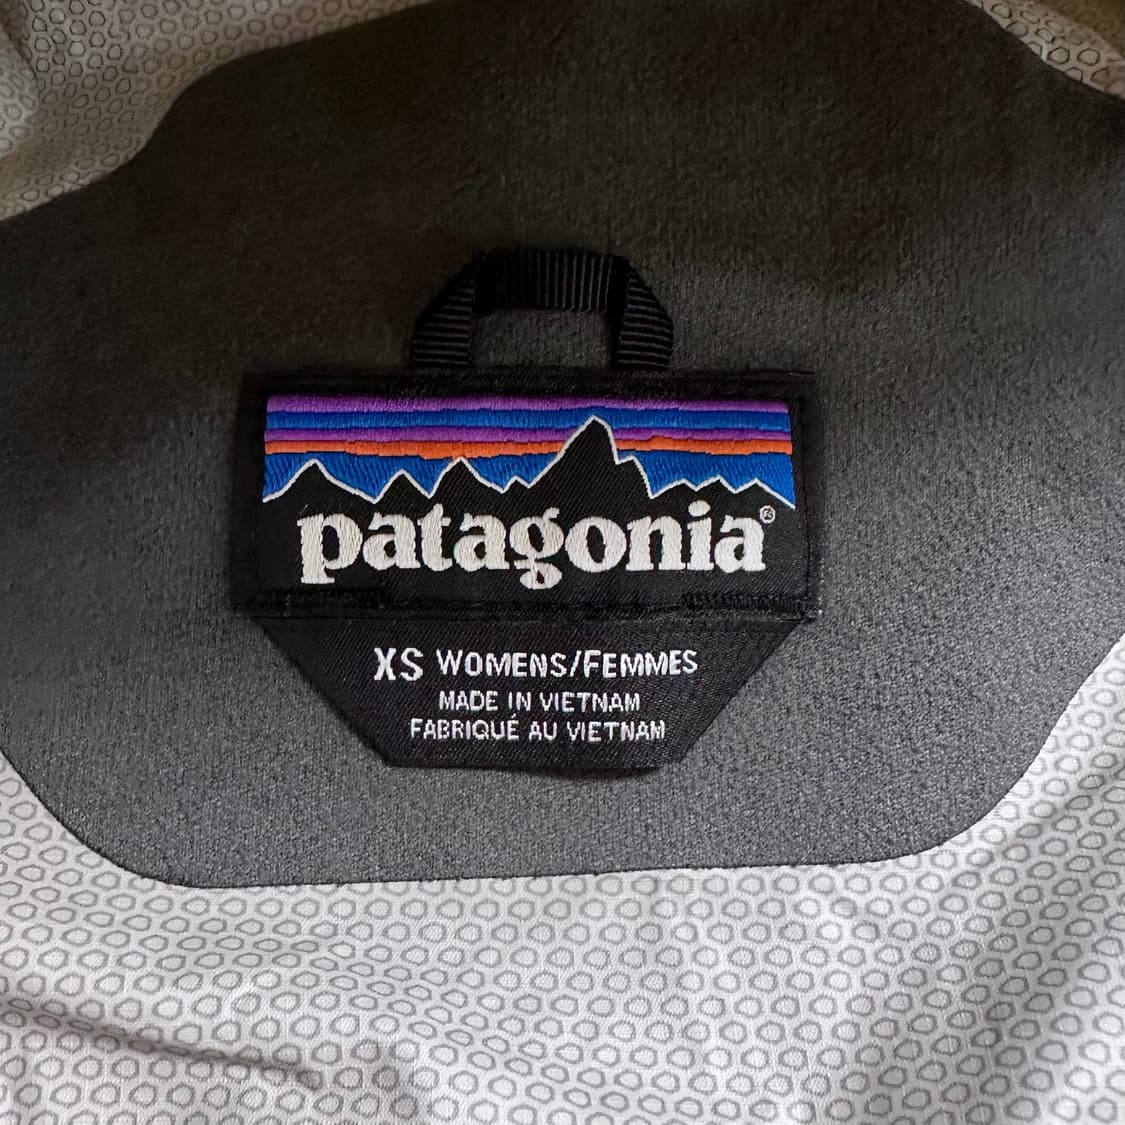 patagonia®
XS WOMENS/FEMMES
MADE IN VIETNAM
FABRIQUÉ AU VIETNAM